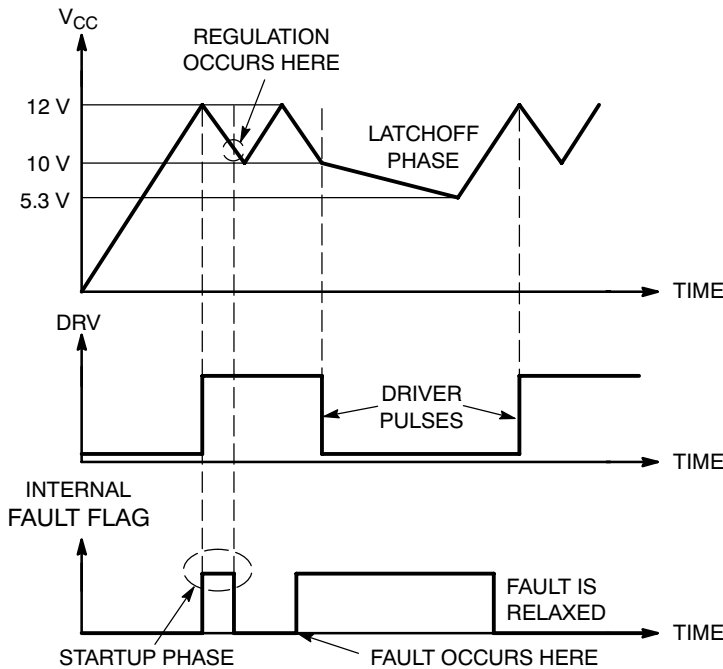 VCC
REGULATION
OCCURS HERE
12 V
LATCHOFF
PHASE
10 V
5.3 V
TIME
DRV
DRIVER
PULSES
TIME
INTERNAL
FAULT FLAG
FAULT IS
RELAXED
TIME
STARTUP PHASE
FAULT OCCURS HERE